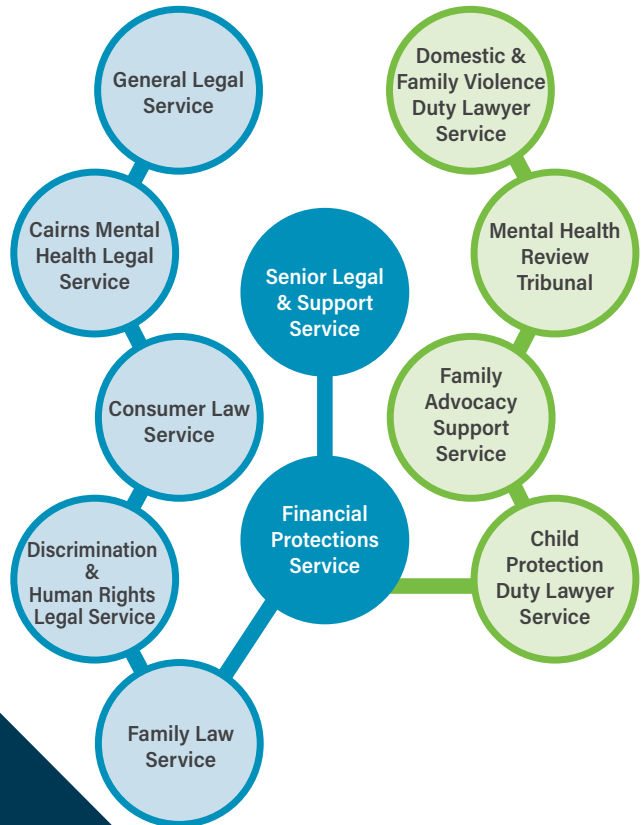 General Legal
Service
Cairns Mental
Health Legal
Service
Consumer Law
Service
Discrimination
&
Human Rights
Legal Service
Family Law
Service
Senior Legal
& Support
Service
Financial
Protections
Service
Domestic &
Family Violence
Duty Lawyer
Service
Mental Health
Review
Tribunal
Family
Advocacy
Support
Service
Child
Protection
Duty Lawyer
Service